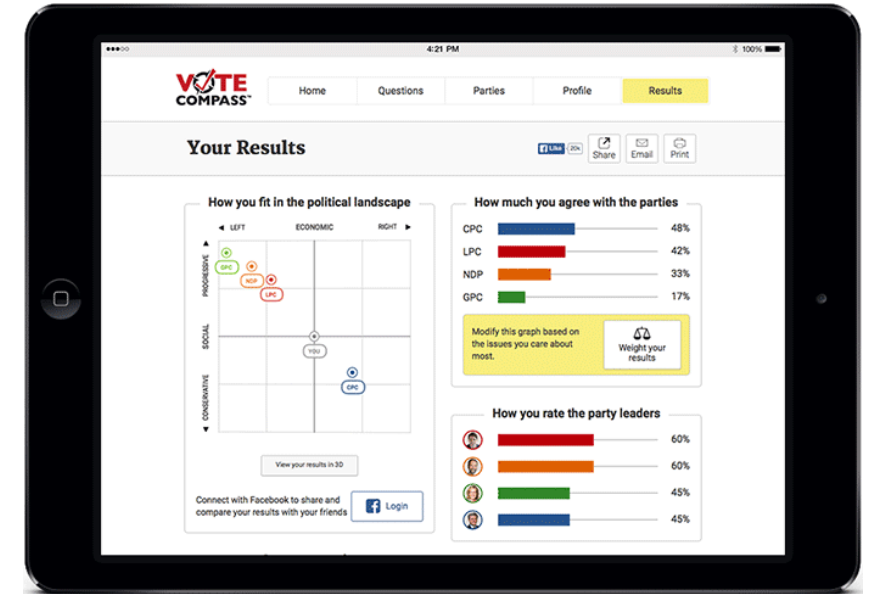 4:21 PM
100%
VOTE
COMPASS™
Home
Questions
Parties
Profile
Results
Your Results
Like
20k
Share
Email
Print
How you fit in the political landscape
◄ LEFT
ECONOMIC
RIGHT ►
PROGRESSIVE
SOCIAL
CONSERVATIVE
GPC
NDP
LPC
YOU
CPC
View your results in 3D
Connect with Facebook to share and
compare your results with your friends
Login
How much you agree with the parties
CPC 48%
LPC 42%
NDP 33%
GPC 17%
Modify this graph based on
the issues you care about
most.
Weight your
results
How you rate the party leaders
60%
60%
45%
45%